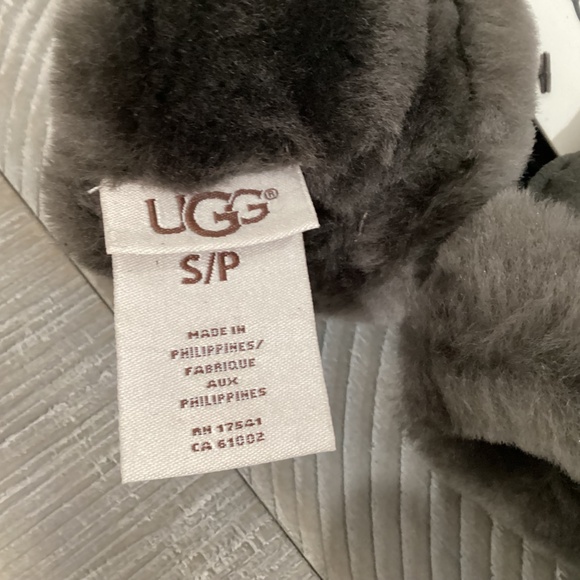 UGG®
S/P
MADE IN
PHILIPPINES/
FABRIQUE
AUX
PHILIPPINES
RN 17541
CA 61002